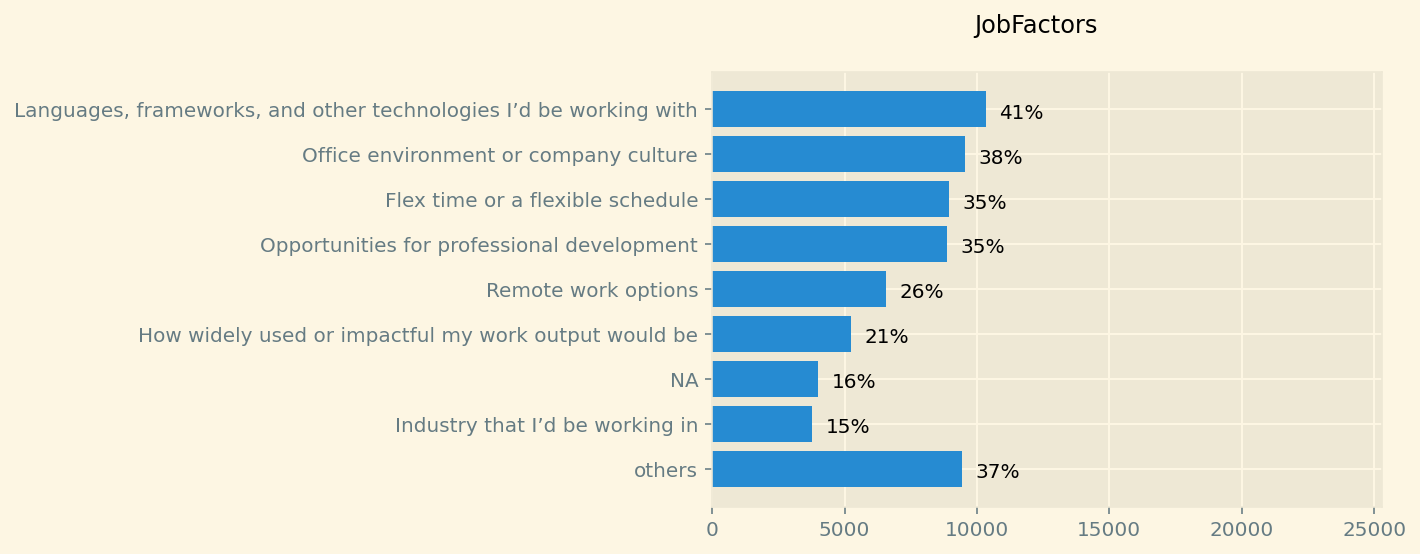 JobFactors
Languages, frameworks, and other technologies I’d be working with 41%
Office environment or company culture 38%
Flex time or a flexible schedule 35%
Opportunities for professional development 35%
Remote work options 26%
How widely used or impactful my work output would be 21%
NA 16%
Industry that I’d be working in 15%
others 37%
0 5000 10000 15000 20000 25000